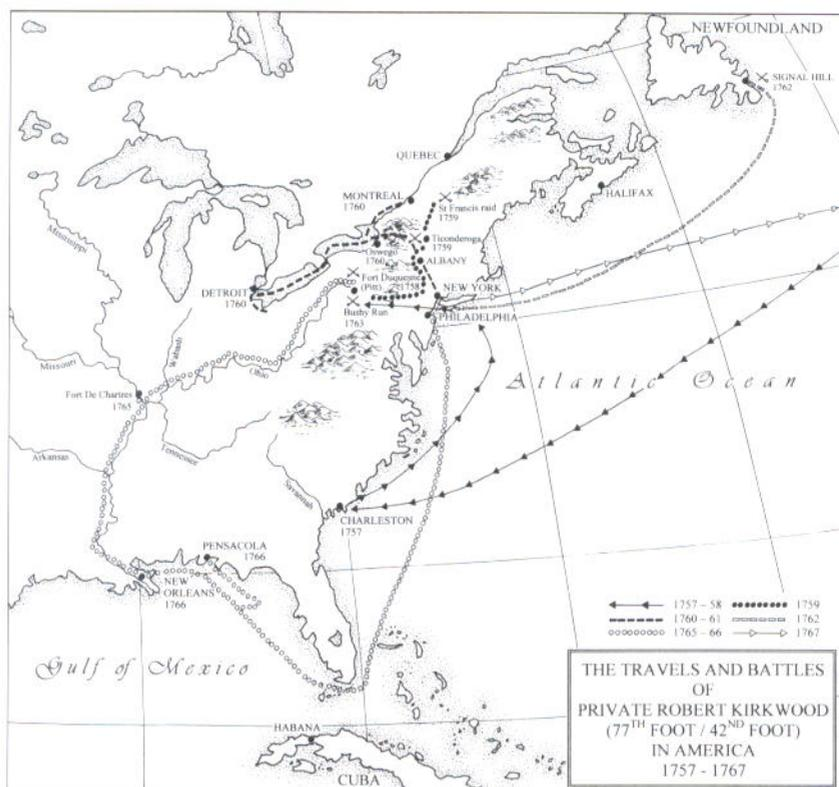 NEWFOUNDLAND
SIGNAL HILL
1762
QUEBEC
HALIFAX
MONTREAL
1760
St Francis raid
1759
Oswego
1760
Ticonderoga
1759
ALBANY
Mississippi
DETROIT
1760
Fort Duquesne
(Pitt) 1758
NEW YORK
PHILADELPHIA
Bushy Run
1763
Wabash
Missouri
Ohio
Atlantic Ocean
Fort De Chartres
1765
Arkansas
Tennessee
Savannah
CHARLESTON
1757
PENSACOLA
1766
NEW
ORLEANS
1766
Gulf of Mexico
HABANA
CUBA
1757 – 58
1759
1760 – 61
1762
1765 – 66
1767
THE TRAVELS AND BATTLES
OF
PRIVATE ROBERT KIRKWOOD
(77TH FOOT / 42ND FOOT)
IN AMERICA
1757 - 1767